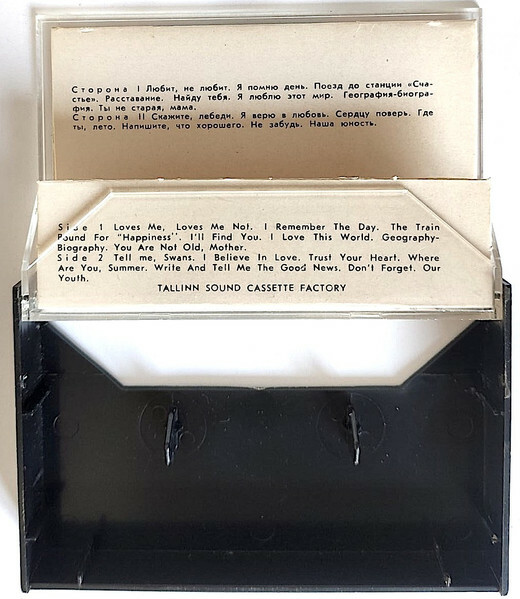 Сторона I Любит, не любит. Я помню день. Поезд до станции «Сча-
стье». Расставание. Найду тебя. Я люблю этот мир. География-биогра-
фия. Ты не старая, мама.
Сторона II Скажите, лебеди. Я верю в любовь. Сердцу поверь. Где
ты, лето. Напишите, что хорошего. Не забудь. Наша юность.
Side 1 Loves Me, Loves Me Not. I Remember The Day. The Train
Pound For "Happiness". I'll Find You. I Love This World. Geography-
Biography. You Are Not Old, Mother.
Side 2 Tell me, Swans. I Believe In Love. Trust Your Heart. Where
Are You, Summer. Write And Tell Me The Good News. Don't Forget. Our
Youth.
TALLINN SOUND CASSETTE FACTORY